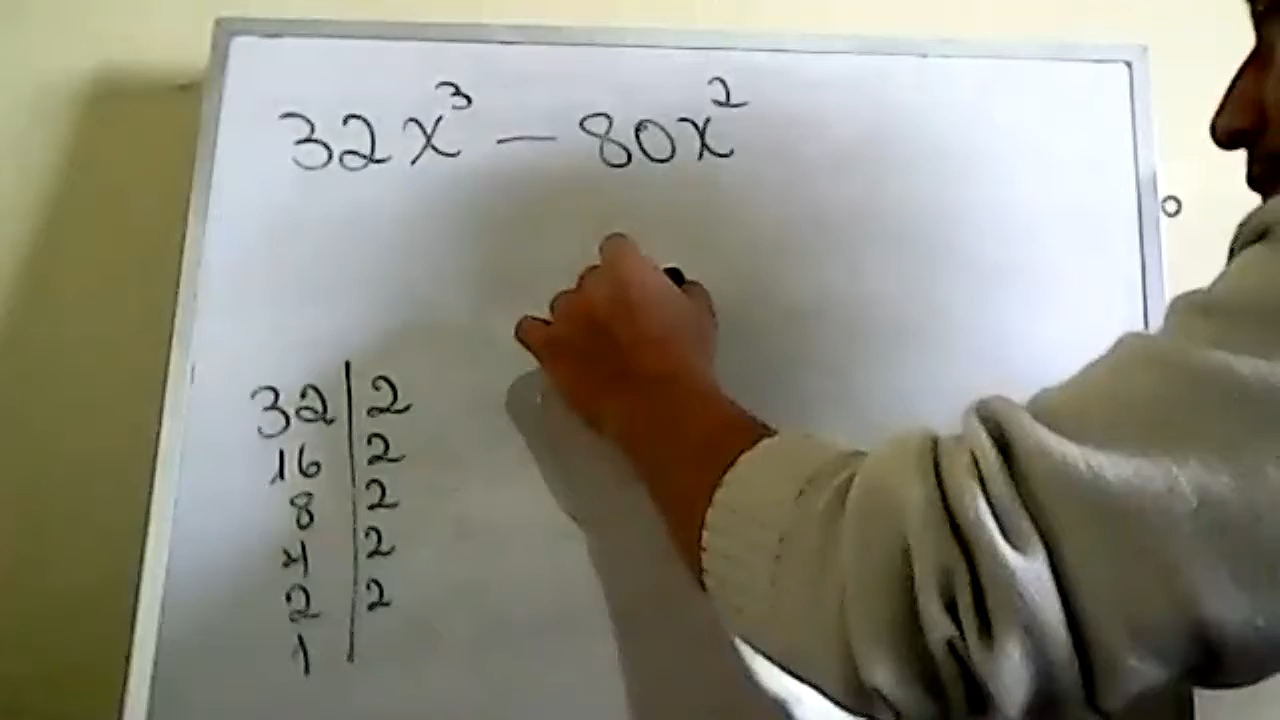 32x³ − 80x²
32 | 2
16 | 2
8 | 2
4 | 2
2 | 2
1 |